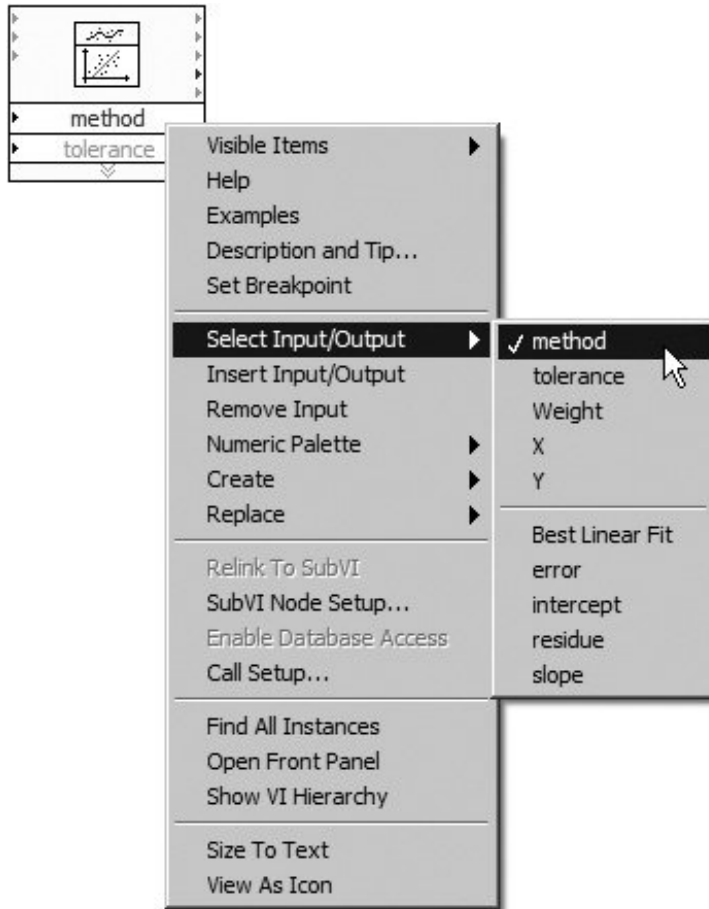 method
tolerance
Visible Items
Help
Examples
Description and Tip...
Set Breakpoint
Select Input/Output
Insert Input/Output
Remove Input
Numeric Palette
Create
Replace
Relink To SubVI
SubVI Node Setup...
Enable Database Access
Call Setup...
Find All Instances
Open Front Panel
Show VI Hierarchy
Size To Text
View As Icon
method
tolerance
Weight
X
Y
Best Linear Fit
error
intercept
residue
slope